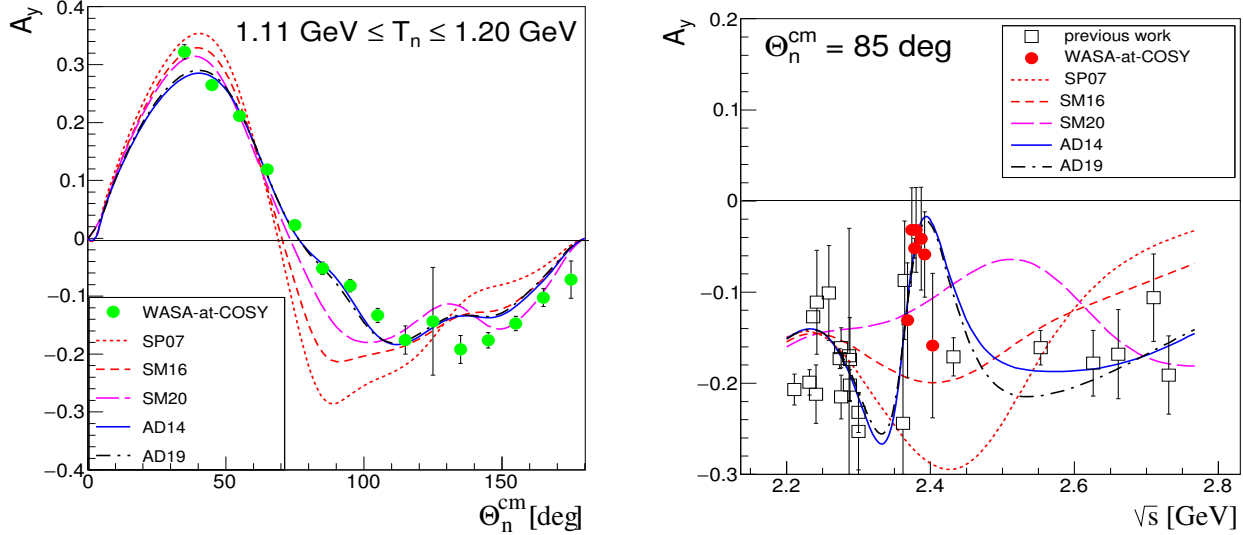 A_y
1.11 GeV ≤ T_n ≤ 1.20 GeV
0.4
0.3
0.2
0.1
0
−0.1
−0.2
−0.3
−0.4
WASA-at-COSY
SP07
SM16
SM20
AD14
AD19
0 50 100 150
Θ_n^cm [deg]
A_y
Θ_n^cm = 85 deg
previous work
WASA-at-COSY
SP07
SM16
SM20
AD14
AD19
0.2
0.1
0
−0.1
−0.2
−0.3
2.2 2.4 2.6 2.8
√s [GeV]